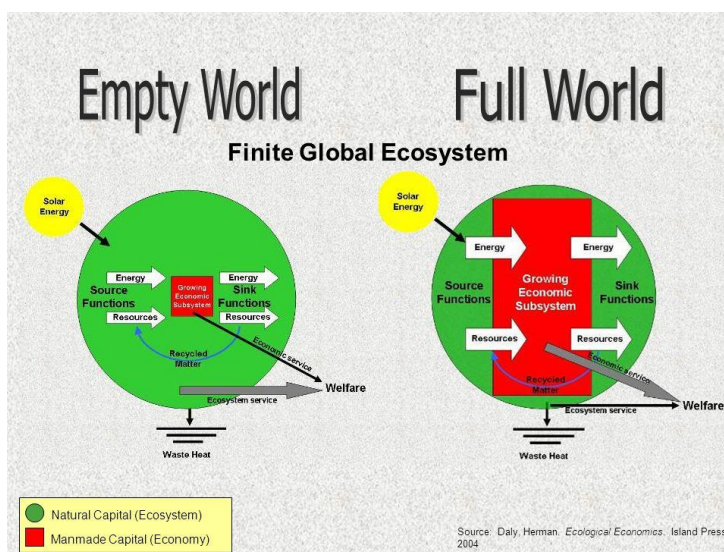 Empty World
Full World
Finite Global Ecosystem
Solar
Energy
Energy
Energy
Source
Functions
Growing
Economic
Subsystem
Sink
Functions
Resources
Resources
Recycled
Matter
Economic service
Ecosystem service
Welfare
Waste Heat
Solar
Energy
Energy
Energy
Source
Functions
Growing
Economic
Subsystem
Sink
Functions
Resources
Resources
Recycled
Matter
Economic service
Ecosystem service
Welfare
Waste Heat
Natural Capital (Ecosystem)
Manmade Capital (Economy)
Source: Daly, Herman. Ecological Economics. Island Press
2004